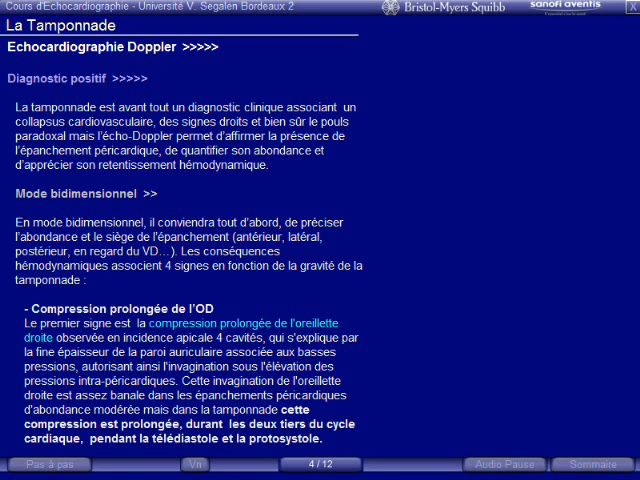 Cours d'Echocardiographie - Université V. Segalen Bordeaux 2
Bristol-Myers Squibb
sanofi aventis
X
La Tamponnade
Echocardiographie Doppler >>>>>
Diagnostic positif >>>>>
La tamponnade est avant tout un diagnostic clinique associant un
collapsus cardiovasculaire, des signes droits et bien sûr le pouls
paradoxal mais l'écho-Doppler permet d'affirmer la présence de
l'épanchement péricardique, de quantifier son abondance et
d'apprécier son retentissement hémodynamique.
Mode bidimensionnel >>
En mode bidimensionnel, il conviendra tout d'abord, de préciser
l'abondance et le siège de l'épanchement (antérieur, latéral,
postérieur, en regard du VD…). Les conséquences
hémodynamiques associent 4 signes en fonction de la gravité de la
tamponnade :
- Compression prolongée de l'OD
Le premier signe est la compression prolongée de l'oreillette
droite observée en incidence apicale 4 cavités, qui s'explique par
la fine épaisseur de la paroi auriculaire associée aux basses
pressions, autorisant ainsi l'invagination sous l'élévation des
pressions intra-péricardiques. Cette invagination de l'oreillette
droite est assez banale dans les épanchements péricardiques
d'abondance modérée mais dans la tamponnade cette
compression est prolongée, durant les deux tiers du cycle
cardiaque, pendant la télédiastole et la protosystole.
Pas à pas
Vn
4 / 12
Audio Pause
Sommaire